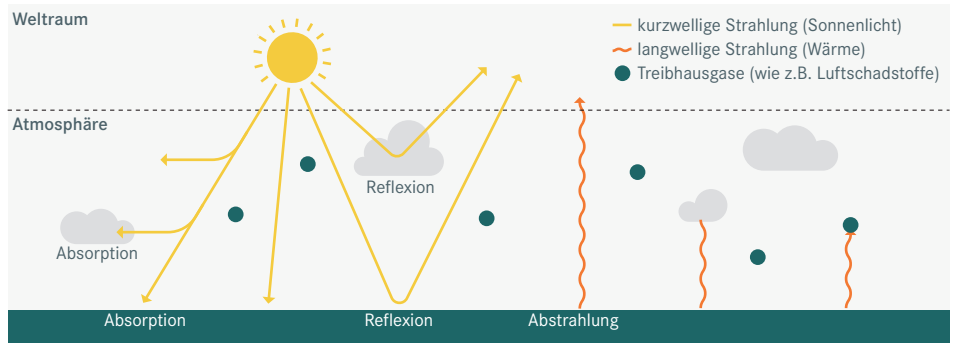 Weltraum
kurzwellige Strahlung (Sonnenlicht)
langwellige Strahlung (Wärme)
Treibhausgase (wie z.B. Luftschadstoffe)
Atmosphäre
Reflexion
Absorption
Absorption
Reflexion
Abstrahlung